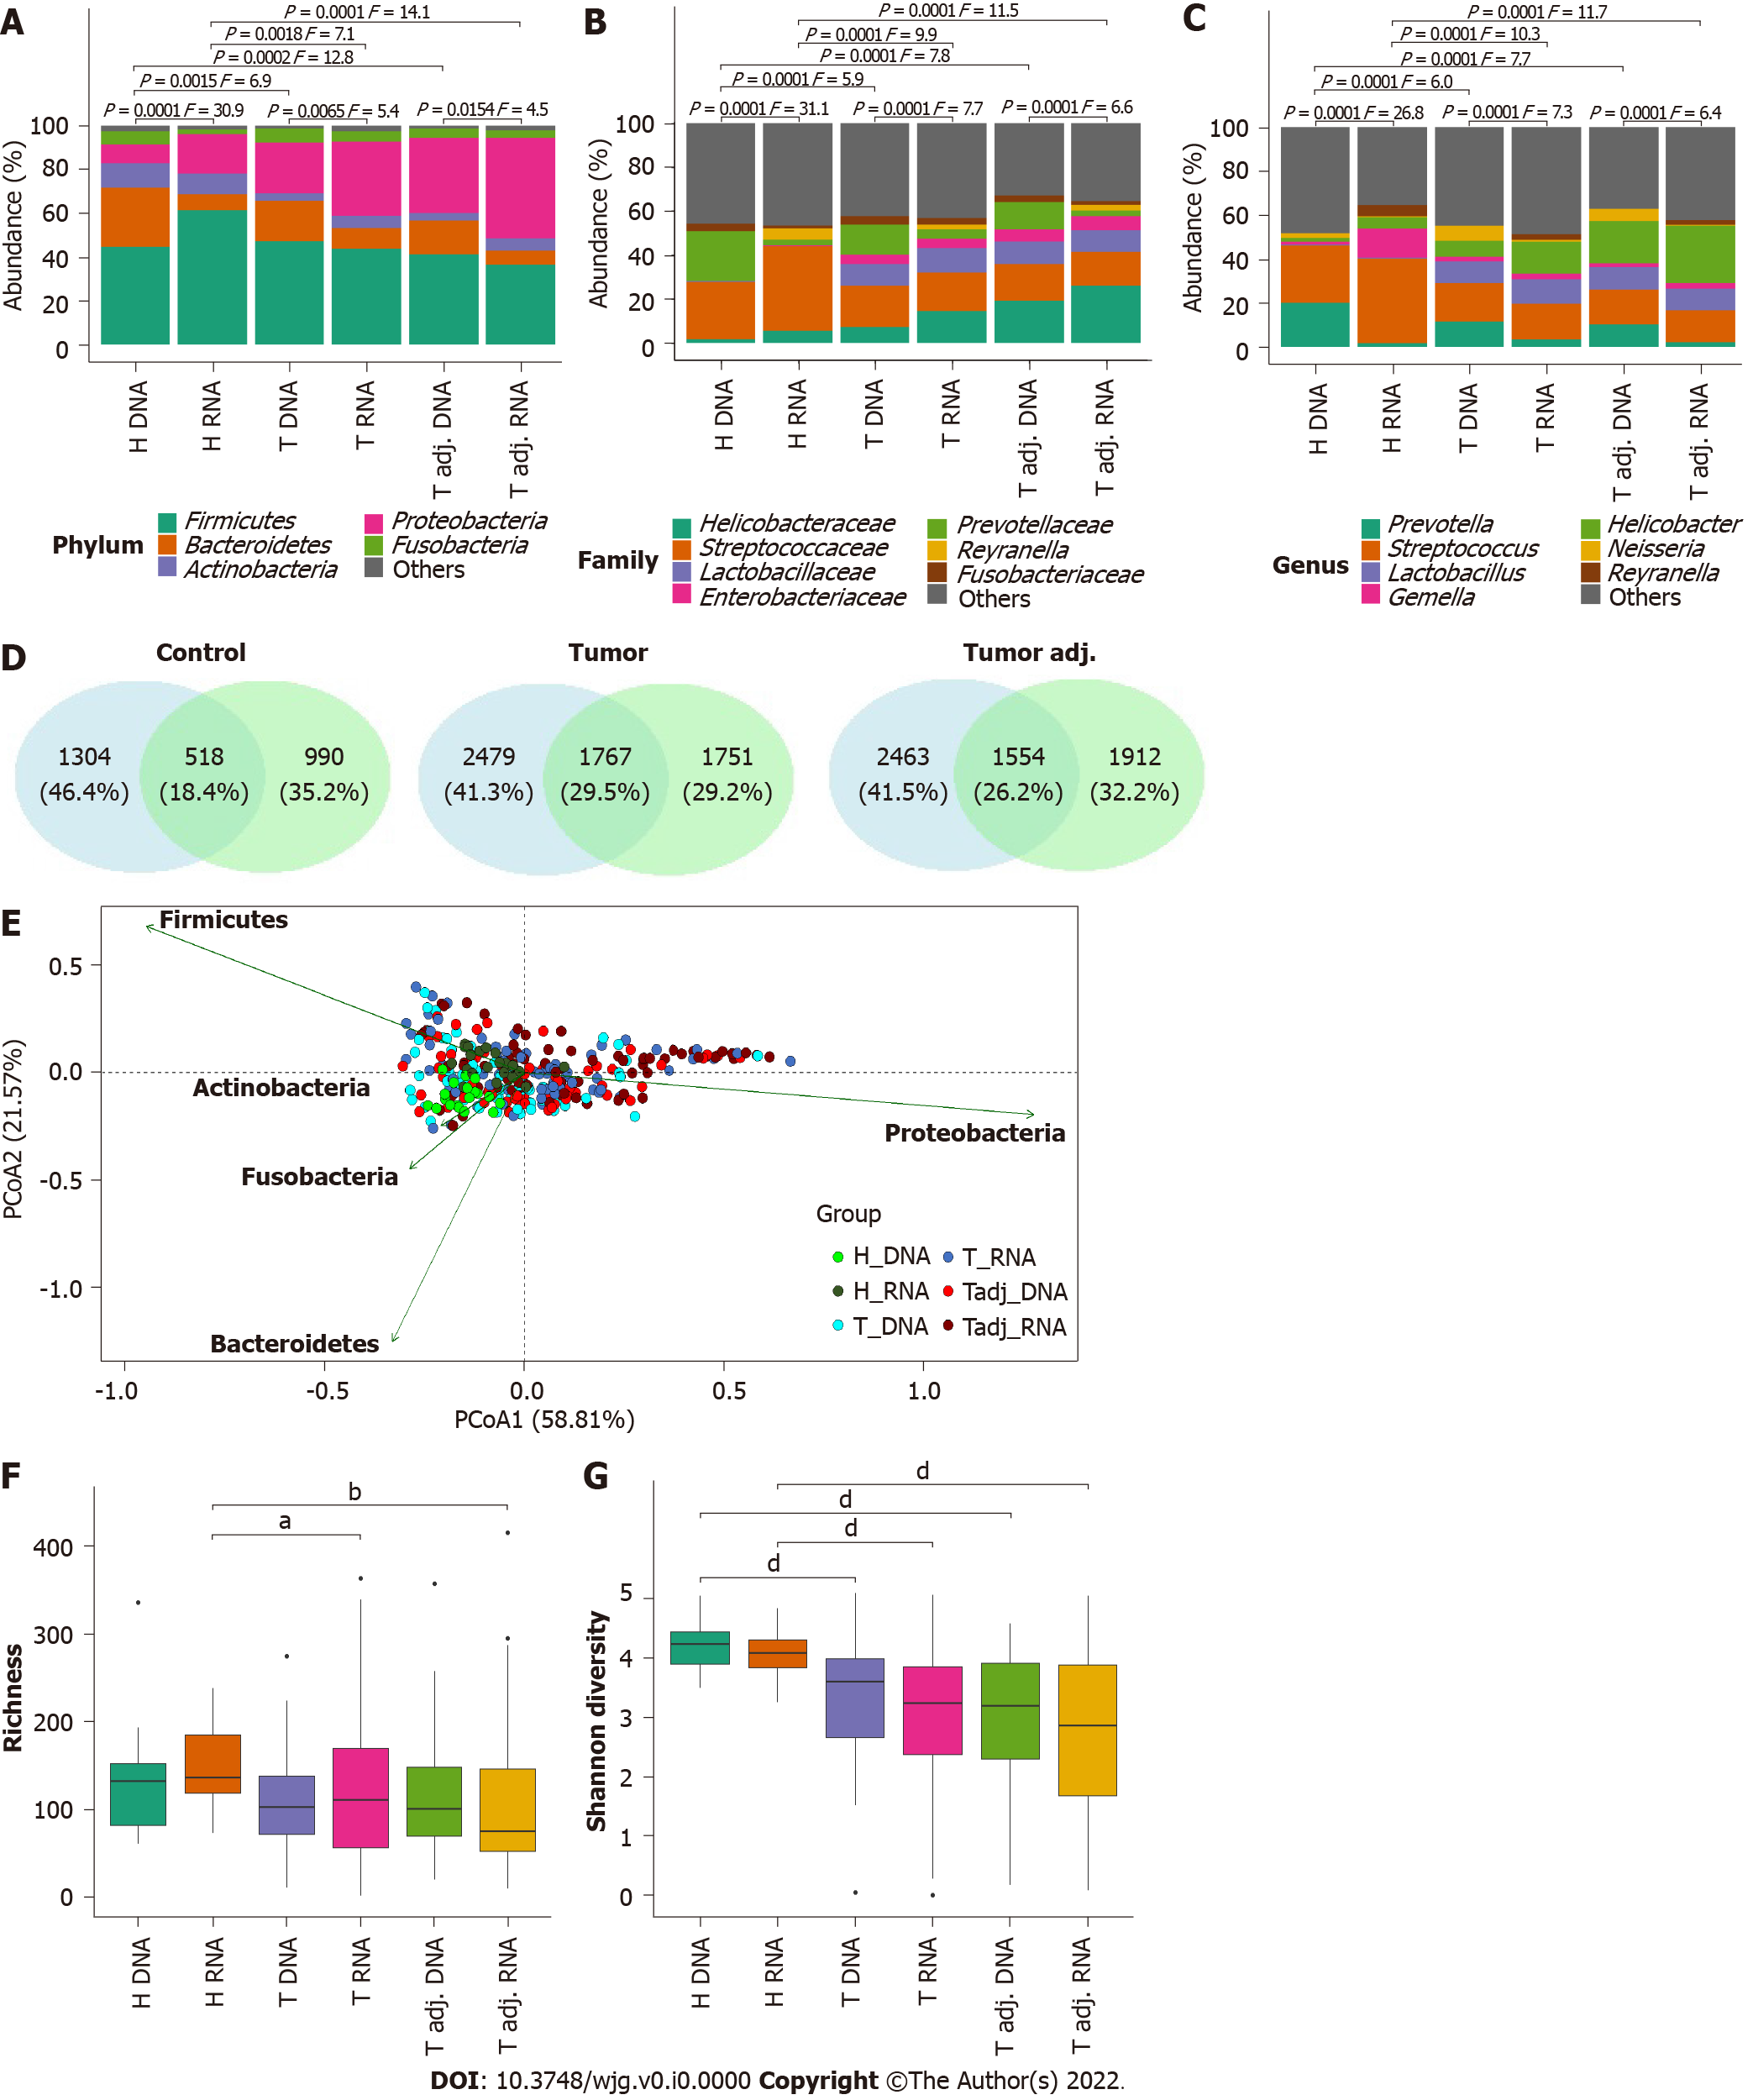 A
P = 0.0001 F = 14.1
P = 0.0018 F = 7.1
P = 0.0002 F = 12.8
P = 0.0015 F = 6.9
P = 0.0001 F = 30.9
P = 0.0065 F = 5.4
P = 0.0154 F = 4.5
Abundance (%)
100
80
60
40
20
0
H DNA
H RNA
T DNA
T RNA
T adj. DNA
T adj. RNA
Phylum
Firmicutes
Bacteroidetes
Actinobacteria
Proteobacteria
Fusobacteria
Others
B
P = 0.0001 F = 11.5
P = 0.0001 F = 9.9
P = 0.0001 F = 7.8
P = 0.0001 F = 5.9
P = 0.0001 F = 31.1
P = 0.0001 F = 7.7
P = 0.0001 F = 6.6
Abundance (%)
100
80
60
40
20
0
H DNA
H RNA
T DNA
T RNA
T adj. DNA
T adj. RNA
Family
Helicobacteraceae
Streptococcaceae
Lactobacillaceae
Enterobacteriaceae
Prevotellaceae
Reyranella
Fusobacteriaceae
Others
C
P = 0.0001 F = 11.7
P = 0.0001 F = 10.3
P = 0.0001 F = 7.7
P = 0.0001 F = 6.0
P = 0.0001 F = 26.8
P = 0.0001 F = 7.3
P = 0.0001 F = 6.4
Abundance (%)
100
80
60
40
20
0
H DNA
H RNA
T DNA
T RNA
T adj. DNA
T adj. RNA
Genus
Prevotella
Streptococcus
Lactobacillus
Gemella
Helicobacter
Neisseria
Reyranella
Others
D
Control
1304 518 990
(46.4%) (18.4%) (35.2%)
Tumor
2479 1767 1751
(41.3%) (29.5%) (29.2%)
Tumor adj.
2463 1554 1912
(41.5%) (26.2%) (32.2%)
E
Firmicutes
Actinobacteria
Proteobacteria
Fusobacteria
Bacteroidetes
PCoA2 (21.57%)
0.5
0.0
-0.5
-1.0
Group
H_DNA T_RNA
H_RNA Tadj_DNA
T_DNA Tadj_RNA
-1.0 -0.5 0.0 0.5 1.0
PCoA1 (58.81%)
F
b
a
Richness
400
300
200
100
0
H DNA
H RNA
T DNA
T RNA
T adj. DNA
T adj. RNA
G
d
d
d
d
Shannon diversity
5
4
3
2
1
0
H DNA
H RNA
T DNA
T RNA
T adj. DNA
T adj. RNA
DOI: 10.3748/wjg.v0.i0.0000 Copyright ©The Author(s) 2022.